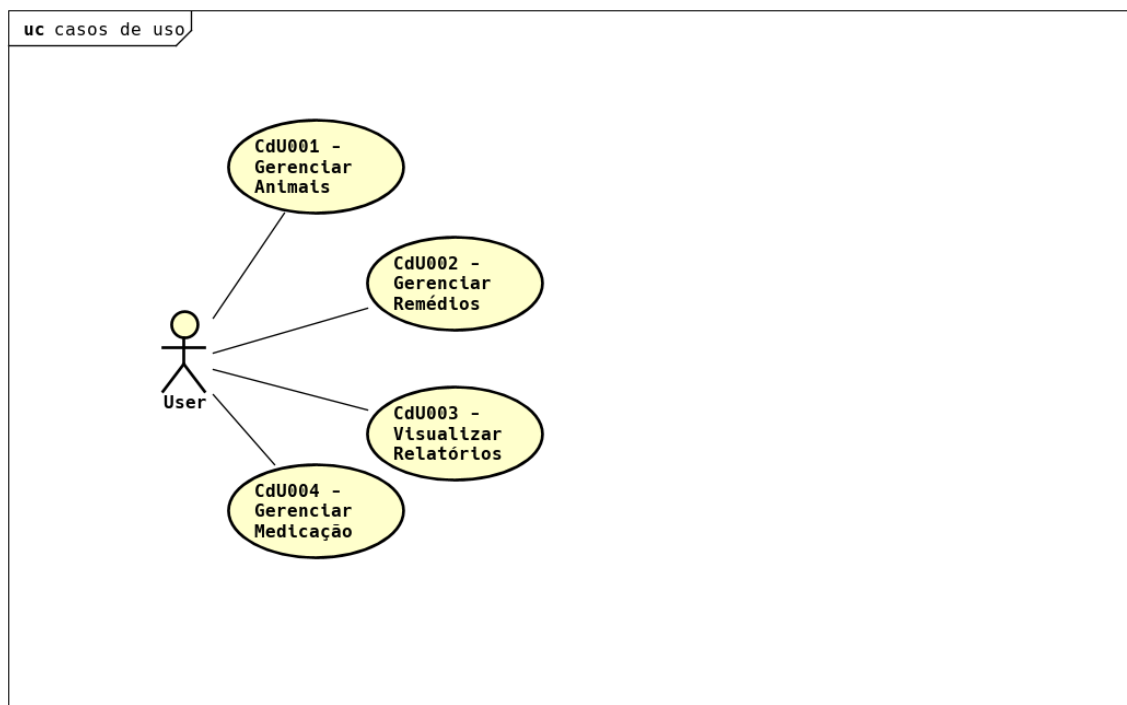 uc casos de uso
CdU001 -
Gerenciar
Animais
CdU002 -
Gerenciar
Remédios
User
CdU003 -
Visualizar
Relatórios
CdU004 -
Gerenciar
Medicação